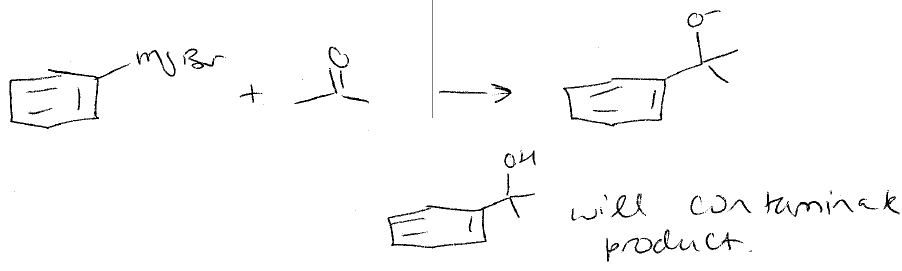 MgBr
O
+
O⁻
OH
will contaminate
product.